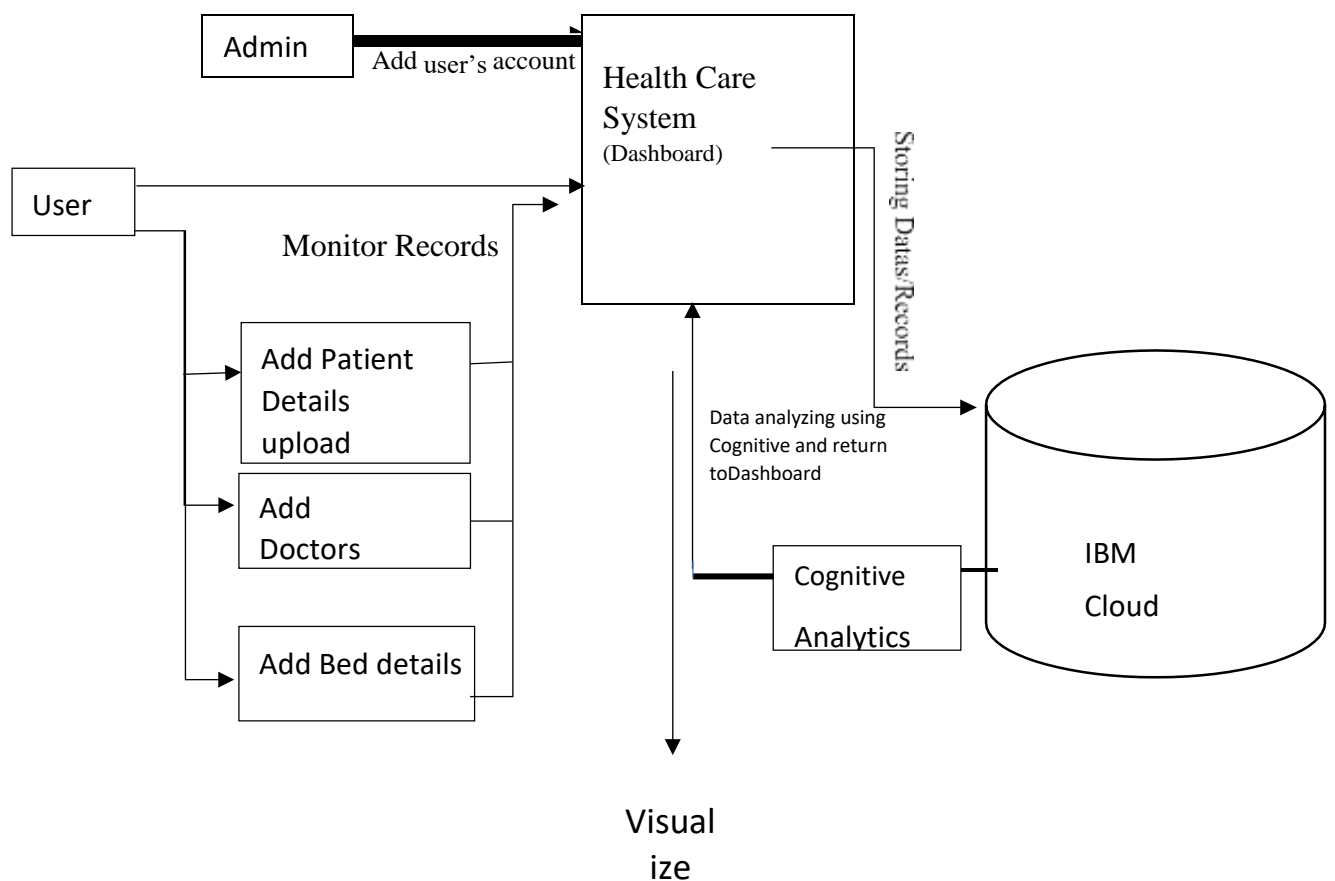 Admin
Add user's account
Health Care
System
(Dashboard)
Storing Datas/Records
User
Monitor Records
Add Patient
Details
upload
Data analyzing using
Cognitive and return
toDashboard
Add
Doctors
IBM
Cloud
Cognitive
Analytics
Add Bed details
Visual
ize